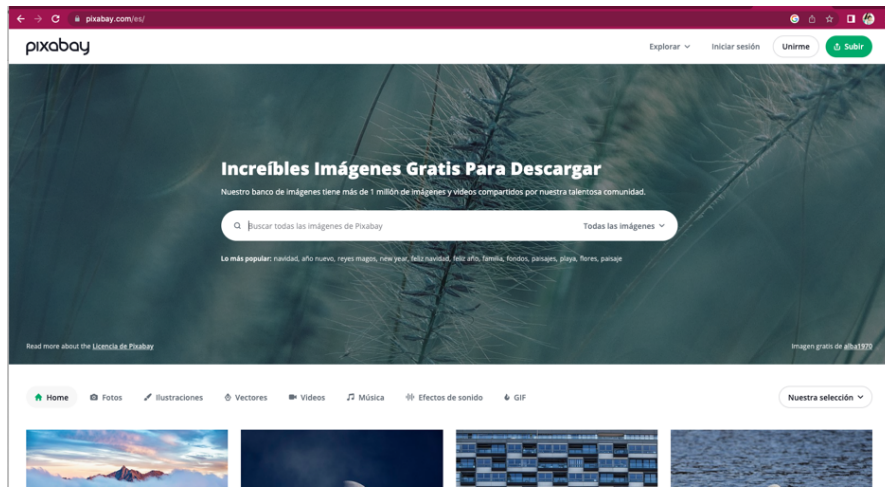 pixabay.com/es/
pixabay
Explorar
Iniciar sesión
Unirme
Subir
Increíbles Imágenes Gratis Para Descargar
Nuestro banco de imágenes tiene más de 1 millón de imágenes y videos compartidos por nuestra talentosa comunidad.
Buscar todas las imágenes de Pixabay
Todas las imágenes
Lo más popular: navidad, año nuevo, reyes magos, new year, feliz navidad, feliz año, familia, fondos, paisajes, playa, flores, paisaje
Read more about the Licencia de Pixabay
Imagen gratis de alba1970
Home
Fotos
Ilustraciones
Vectores
Videos
Música
Efectos de sonido
GIF
Nuestra selección